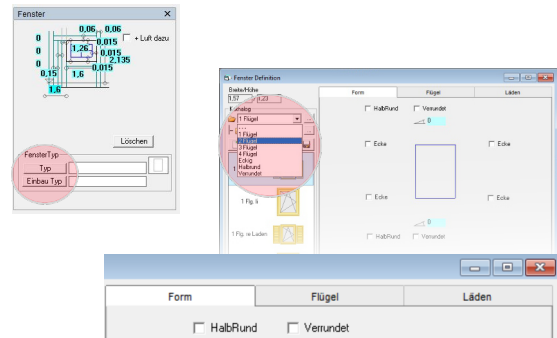 Fenster
0,06 0,06
0 0,015 + Luft dazu
0 1,26 0,015
0 2,135
0,15 1,6 0,015
1,6
Löschen
FensterTyp
Typ
Einbau Typ
Fenster Definition
Breite/Höhe
1,57 1,23
Form Flügel Läden
HalbRund Verrundet
0
1 Flügel
1 Flügel
2 Flügel
3 Flügel
4 Flügel
Eckig
Halbrund
Verrundet
Ecke Ecke
1
1 Flg. li
Ecke Ecke
1 Flg. re Laden
0
HalbRund Verrundet
Form Flügel Läden
HalbRund Verrundet